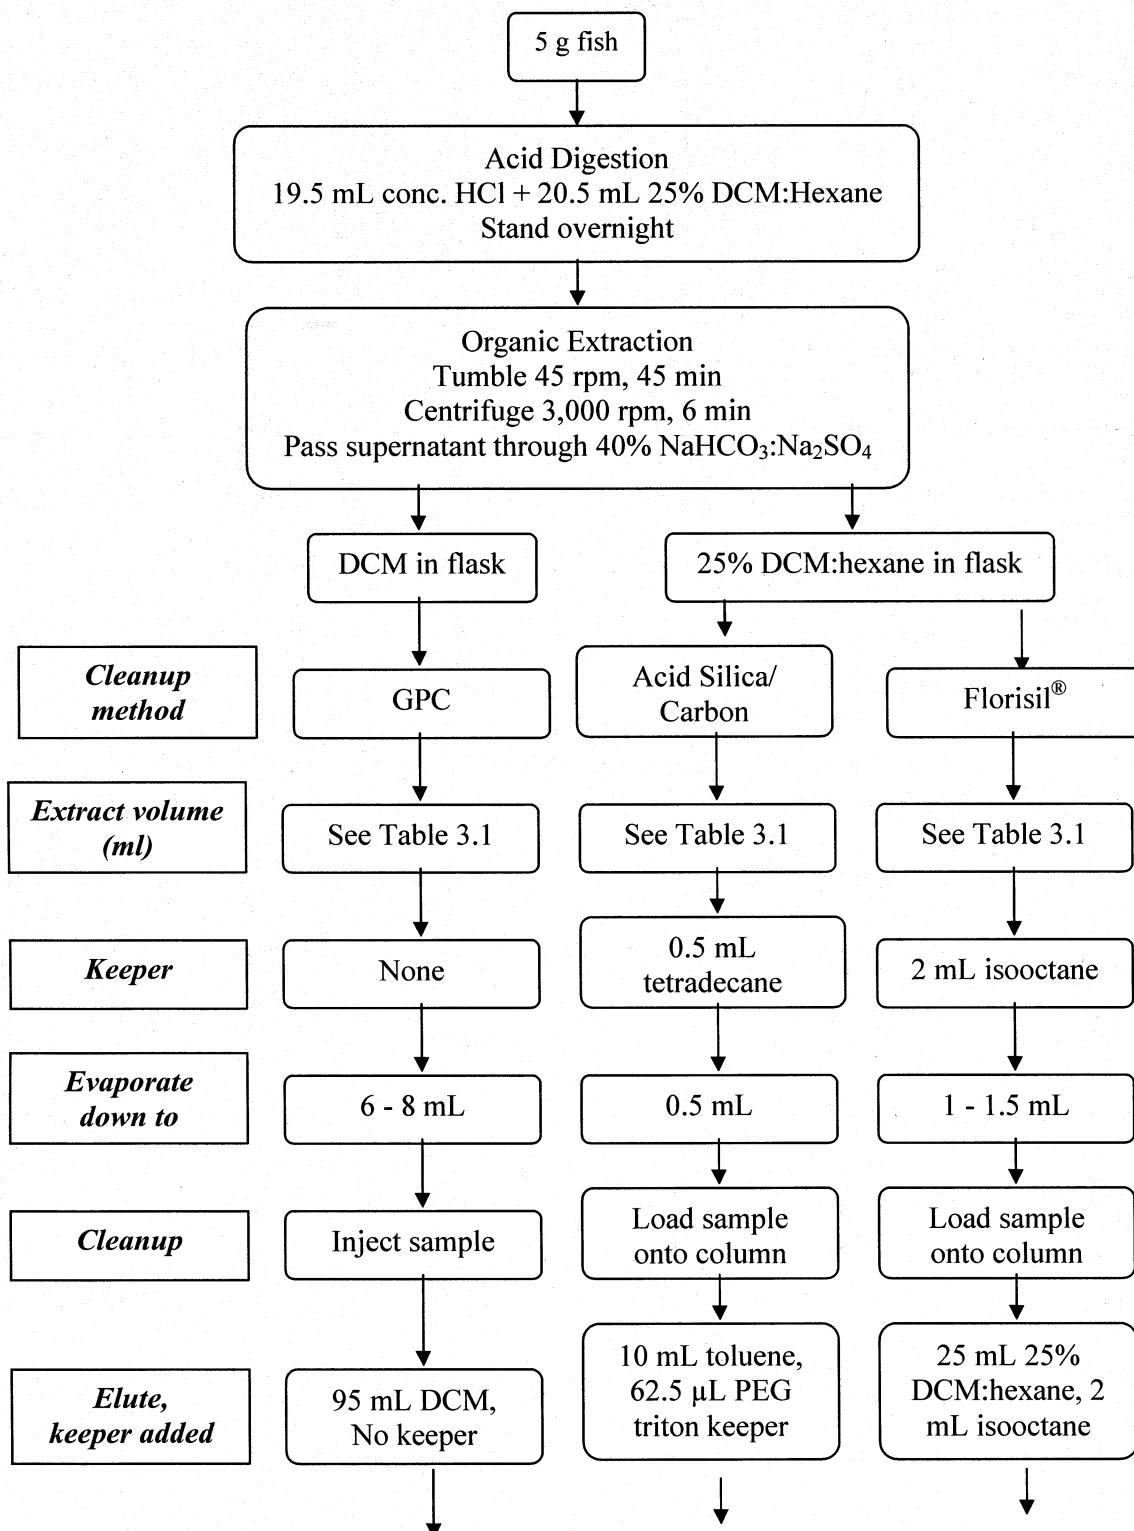 5 g fish
Acid Digestion
19.5 mL conc. HCl + 20.5 mL 25% DCM:Hexane
Stand overnight
Organic Extraction
Tumble 45 rpm, 45 min
Centrifuge 3,000 rpm, 6 min
Pass supernatant through 40% NaHCO₃:Na₂SO₄
DCM in flask
25% DCM:hexane in flask
Cleanup
method
GPC
Acid Silica/
Carbon
Florisil®
Extract volume
(ml)
See Table 3.1
See Table 3.1
See Table 3.1
Keeper
None
0.5 mL
tetradecane
2 mL isooctane
Evaporate
down to
6 - 8 mL
0.5 mL
1 - 1.5 mL
Cleanup
Inject sample
Load sample
onto column
Load sample
onto column
Elute,
keeper added
95 mL DCM,
No keeper
10 mL toluene,
62.5 µL PEG
triton keeper
25 mL 25%
DCM:hexane, 2
mL isooctane